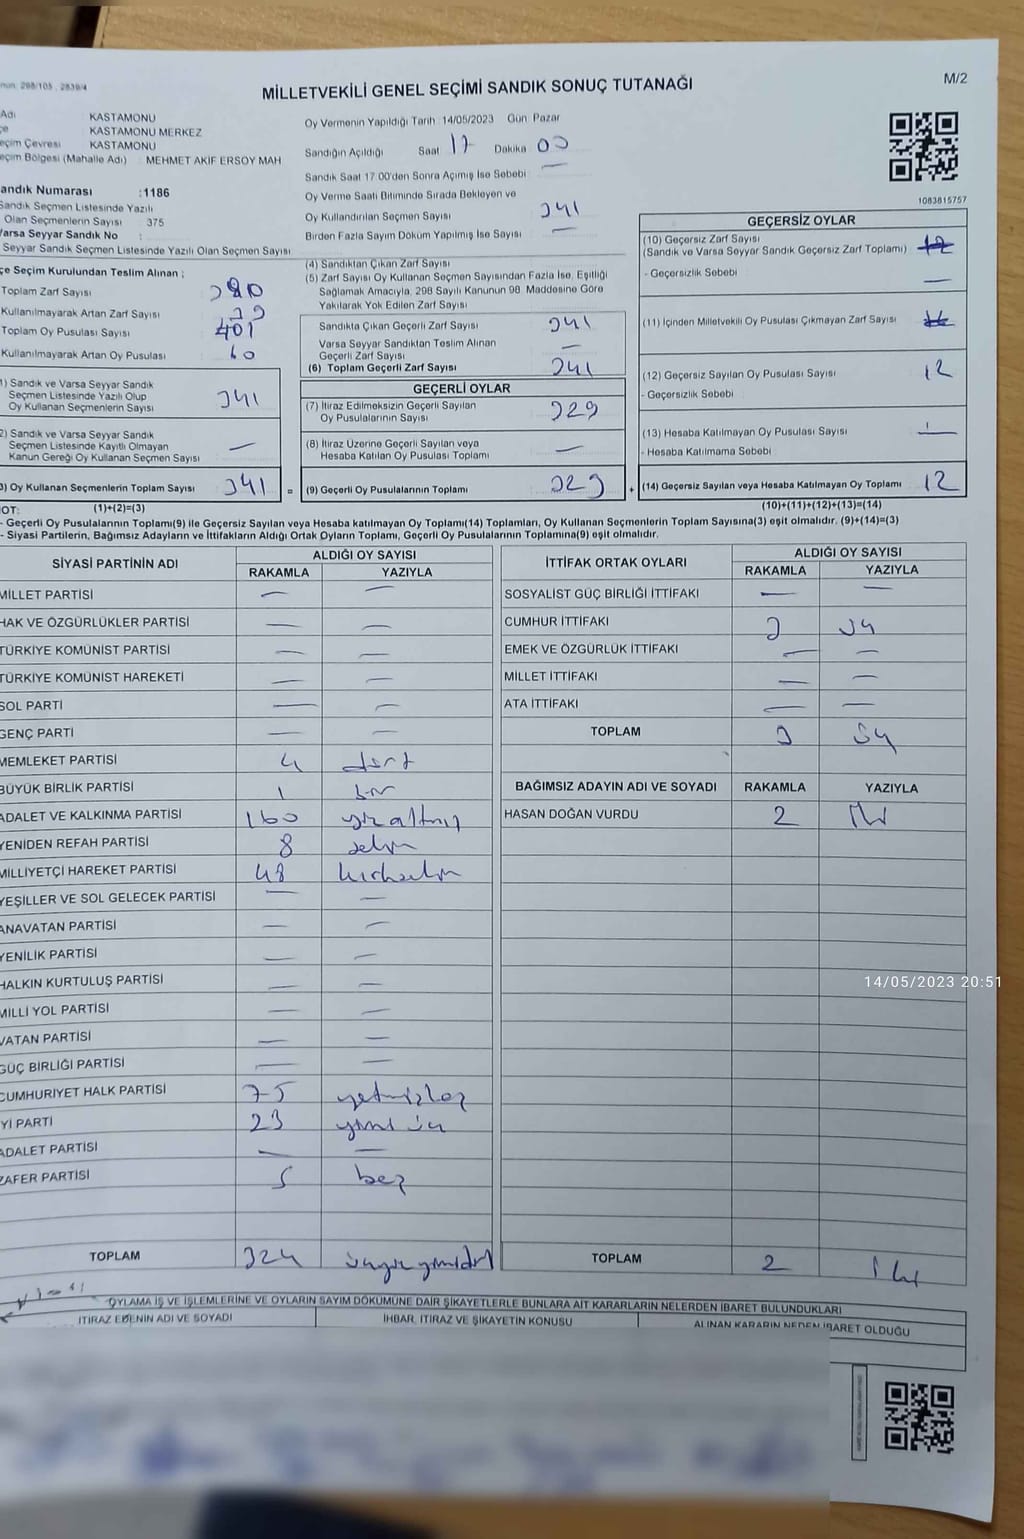 MİLLETVEKİLİ GENEL SEÇİMİ SANDIK SONUÇ TUTANAĞI
M/2
KASTAMONU
KASTAMONU MERKEZ
eçim Çevresi KASTAMONU
eçim Bölgesi (Mahalle Adı) : MEHMET AKİF ERSOY MAH
andık Numarası :1186
Sandık Seçmen Listesinde Yazılı
Olan Seçmenlerin Sayısı : 375
Varsa Seyyar Sandık No :
Seyyar Sandık Seçmen Listesinde Yazılı Olan Seçmen Sayısı
Oy Vermenin Yapıldığı Tarih 14/05/2023 Gün Pazar
Sandığın Açıldığı Saat 17 Dakika 00
Sandık Saat 17:00'den Sonra Açılmış İse Sebebi —
Oy Verme Saati Bitiminde Sırada Bekleyen ve
Oy Kullandırılan Seçmen Sayısı 341
Birden Fazla Sayım Döküm Yapılmış İse Sayısı —
1083815757
çe Seçim Kurulundan Teslim Alınan ;
Toplam Zarf Sayısı 380
Kullanılmayarak Artan Zarf Sayısı 39
Toplam Oy Pusulası Sayısı 401
Kullanılmayarak Artan Oy Pusulası 60
1) Sandık ve Varsa Seyyar Sandık
Seçmen Listesinde Yazılı Olup
Oy Kullanan Seçmenlerin Sayısı 341
2) Sandık ve Varsa Seyyar Sandık
Seçmen Listesinde Kayıtlı Olmayan
Kanun Gereği Oy Kullanan Seçmen Sayısı —
3) Oy Kullanan Seçmenlerin Toplam Sayısı 341 =
(1)+(2)=(3)
(4) Sandıktan Çıkan Zarf Sayısı
(5) Zarf Sayısı Oy Kullanan Seçmen Sayısından Fazla İse, Eşitliği
Sağlamak Amacıyla, 298 Sayılı Kanunun 98. Maddesine Göre
Yakılarak Yok Edilen Zarf Sayısı
Sandıkta Çıkan Geçerli Zarf Sayısı 341
Varsa Seyyar Sandıktan Teslim Alınan
Geçerli Zarf Sayısı —
(6) Toplam Geçerli Zarf Sayısı 341
GEÇERLİ OYLAR
(7) İtiraz Edilmeksizin Geçerli Sayılan
Oy Pusulalarının Sayısı 329
(8) İtiraz Üzerine Geçerli Sayılan veya
Hesaba Katılan Oy Pusulası Toplamı —
(9) Geçerli Oy Pusulalarının Toplamı 329 +
GEÇERSİZ OYLAR
(10) Geçersiz Zarf Sayısı
(Sandık ve Varsa Seyyar Sandık Geçersiz Zarf Toplamı) 12
- Geçersizlik Sebebi —
(11) İçinden Milletvekili Oy Pusulası Çıkmayan Zarf Sayısı
(12) Geçersiz Sayılan Oy Pusulası Sayısı 12
- Geçersizlik Sebebi
(13) Hesaba Katılmayan Oy Pusulası Sayısı —
- Hesaba Katılmama Sebebi
(14) Geçersiz Sayılan veya Hesaba Katılmayan Oy Toplamı 12
(10)+(11)+(12)+(13)=(14)
NOT:
- Geçerli Oy Pusulalarının Toplamı(9) ile Geçersiz Sayılan veya Hesaba katılmayan Oy Toplamı(14) Toplamları, Oy Kullanan Seçmenlerin Toplam Sayısına(3) eşit olmalıdır. (9)+(14)=(3)
- Siyasi Partilerin, Bağımsız Adayların ve İttifakların Aldığı Ortak Oyların Toplamı, Geçerli Oy Pusulalarının Toplamına(9) eşit olmalıdır.
SİYASİ PARTİNİN ADI ALDIĞI OY SAYISI
RAKAMLA YAZIYLA
MİLLET PARTİSİ — —
HAK VE ÖZGÜRLÜKLER PARTİSİ — —
TÜRKİYE KOMÜNİST PARTİSİ — —
TÜRKİYE KOMÜNİST HAREKETİ — —
SOL PARTİ — —
GENÇ PARTİ — —
MEMLEKET PARTİSİ 4 dört
BÜYÜK BİRLİK PARTİSİ 1 bir
ADALET VE KALKINMA PARTİSİ 160 yüzaltmış
YENİDEN REFAH PARTİSİ 8 sekiz
MİLLİYETÇİ HAREKET PARTİSİ 48 kırksekiz
YEŞİLLER VE SOL GELECEK PARTİSİ — —
ANAVATAN PARTİSİ — —
YENİLİK PARTİSİ — —
HALKIN KURTULUŞ PARTİSİ — —
MİLLİ YOL PARTİSİ — —
VATAN PARTİSİ — —
GÜÇ BİRLİĞİ PARTİSİ — —
CUMHURİYET HALK PARTİSİ 75 yetmişbeş
İYİ PARTİ 23 yirmi üç
ADALET PARTİSİ — —
ZAFER PARTİSİ 5 beş
TOPLAM 324 üçyüzyirmidört
İTTİFAK ORTAK OYLARI ALDIĞI OY SAYISI
RAKAMLA YAZIYLA
SOSYALİST GÜÇ BİRLİĞİ İTTİFAKI — —
CUMHUR İTTİFAKI 3 üç
EMEK VE ÖZGÜRLÜK İTTİFAKI — —
MİLLET İTTİFAKI — —
ATA İTTİFAKI — —
TOPLAM 3 üç
BAĞIMSIZ ADAYIN ADI VE SOYADI RAKAMLA YAZIYLA
HASAN DOĞAN VURDU 2 iki
TOPLAM 2 iki
14/05/2023 20:51
OYLAMA İŞ VE İŞLEMLERİNE VE OYLARIN SAYIM DÖKÜMÜNE DAİR ŞİKAYETLERLE BUNLARA AİT KARARLARIN NELERDEN İBARET BULUNDUKLARI
İTİRAZ EDENİN ADI VE SOYADI İHBAR, İTİRAZ VE ŞİKAYETİN KONUSU ALINAN KARARIN NEDEN İBARET OLDUĞU